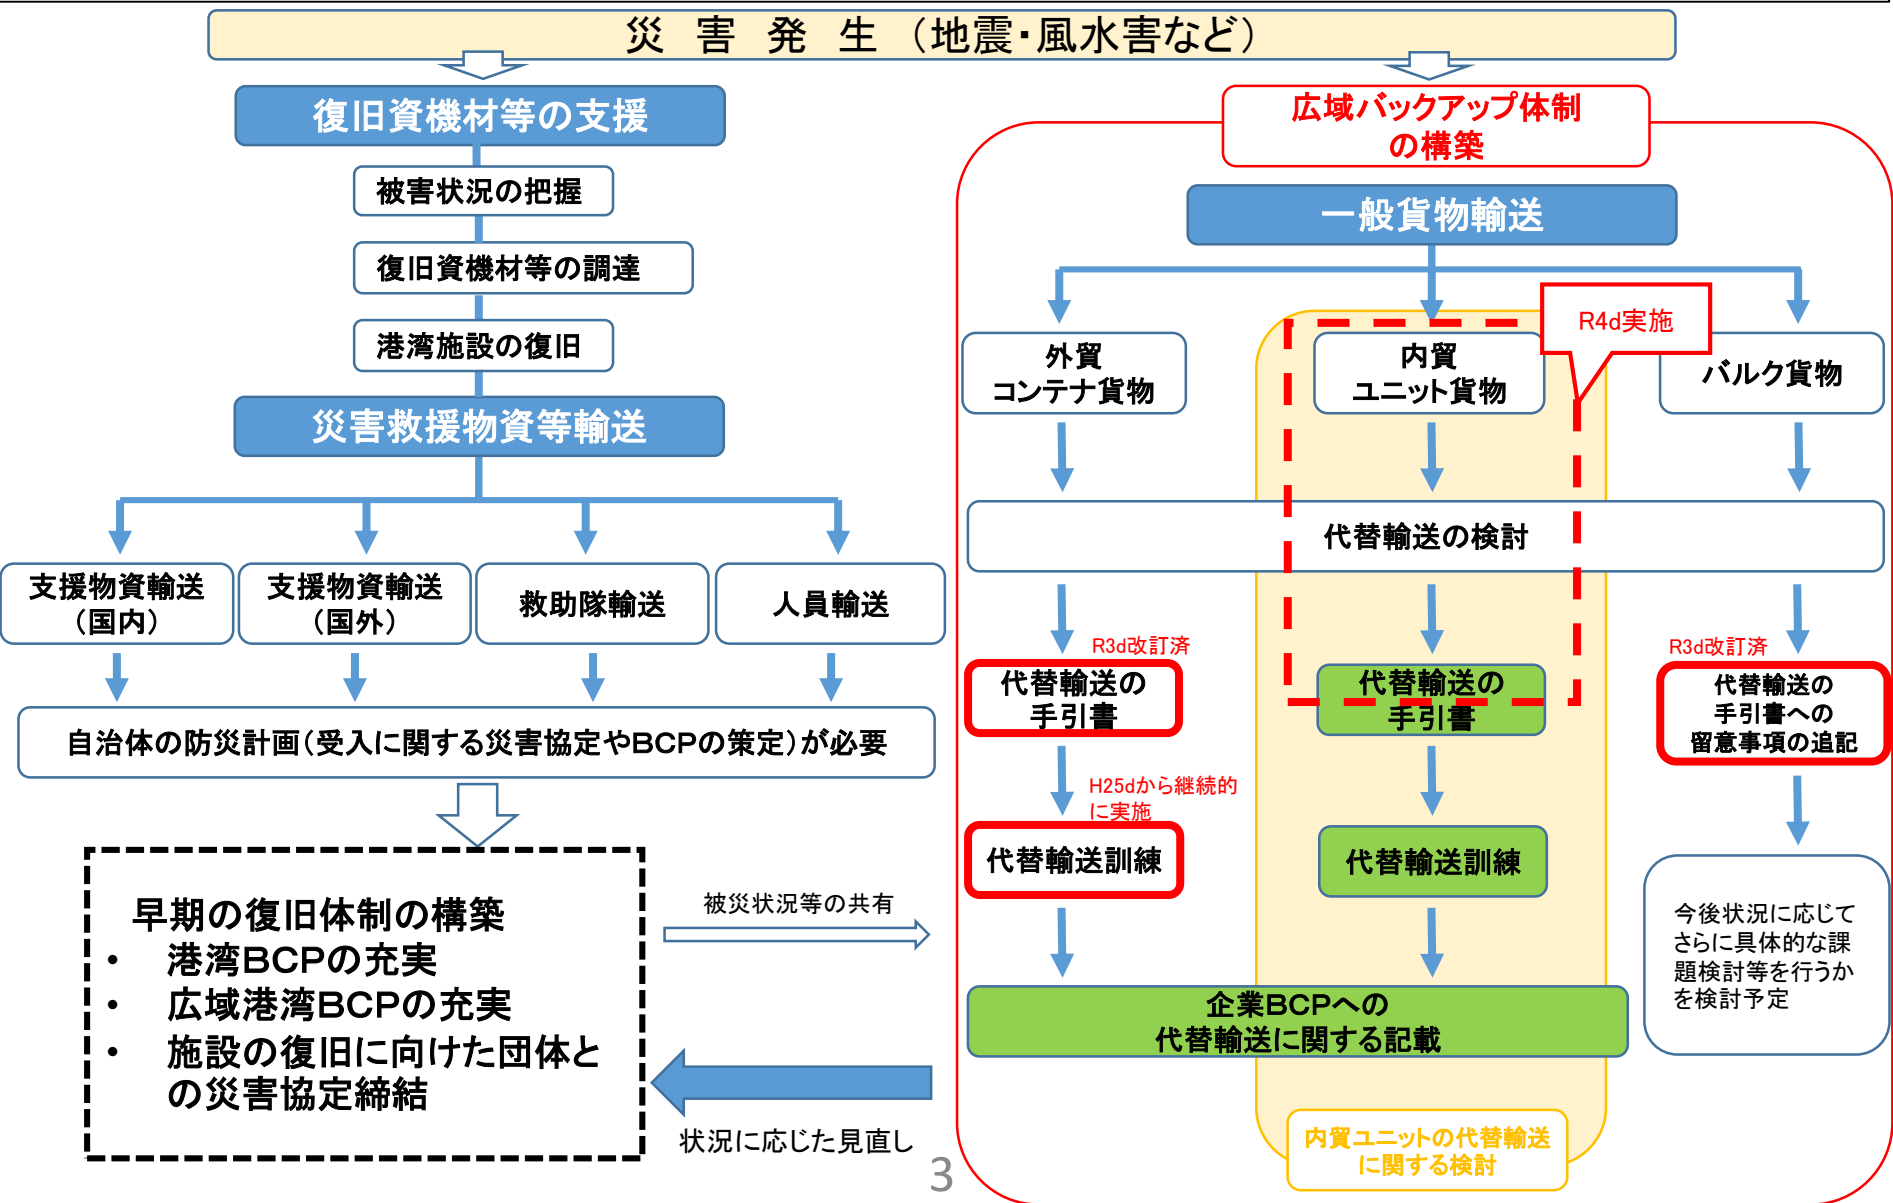 災　害　発　生　（地震・風水害など）
復旧資機材等の支援
被害状況の把握
復旧資機材等の調達
港湾施設の復旧
災害救援物資等輸送
支援物資輸送
（国内）
支援物資輸送
（国外）
救助隊輸送
人員輸送
自治体の防災計画（受入に関する災害協定やBCPの策定）が必要
早期の復旧体制の構築
・　港湾BCPの充実
・　広域港湾BCPの充実
・　施設の復旧に向けた団体と
の災害協定締結
被災状況等の共有
状況に応じた見直し
広域バックアップ体制
の構築
一般貨物輸送
R4d実施
外貿
コンテナ貨物
内貿
ユニット貨物
バルク貨物
代替輸送の検討
R3d改訂済
代替輸送の
手引書
代替輸送の
手引書
R3d改訂済
代替輸送の
手引書への
留意事項の追記
H25dから継続的
に実施
代替輸送訓練
代替輸送訓練
今後状況に応じて
さらに具体的な課
題検討等を行うか
を検討予定
企業BCPへの
代替輸送に関する記載
内貿ユニットの代替輸送
に関する検討
3